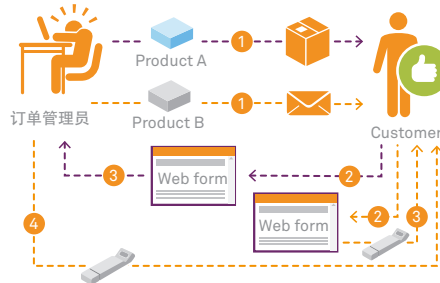 1
Product A
1
订单管理员
Product B
Customer
3
Web form
2
4
Web form
2
3